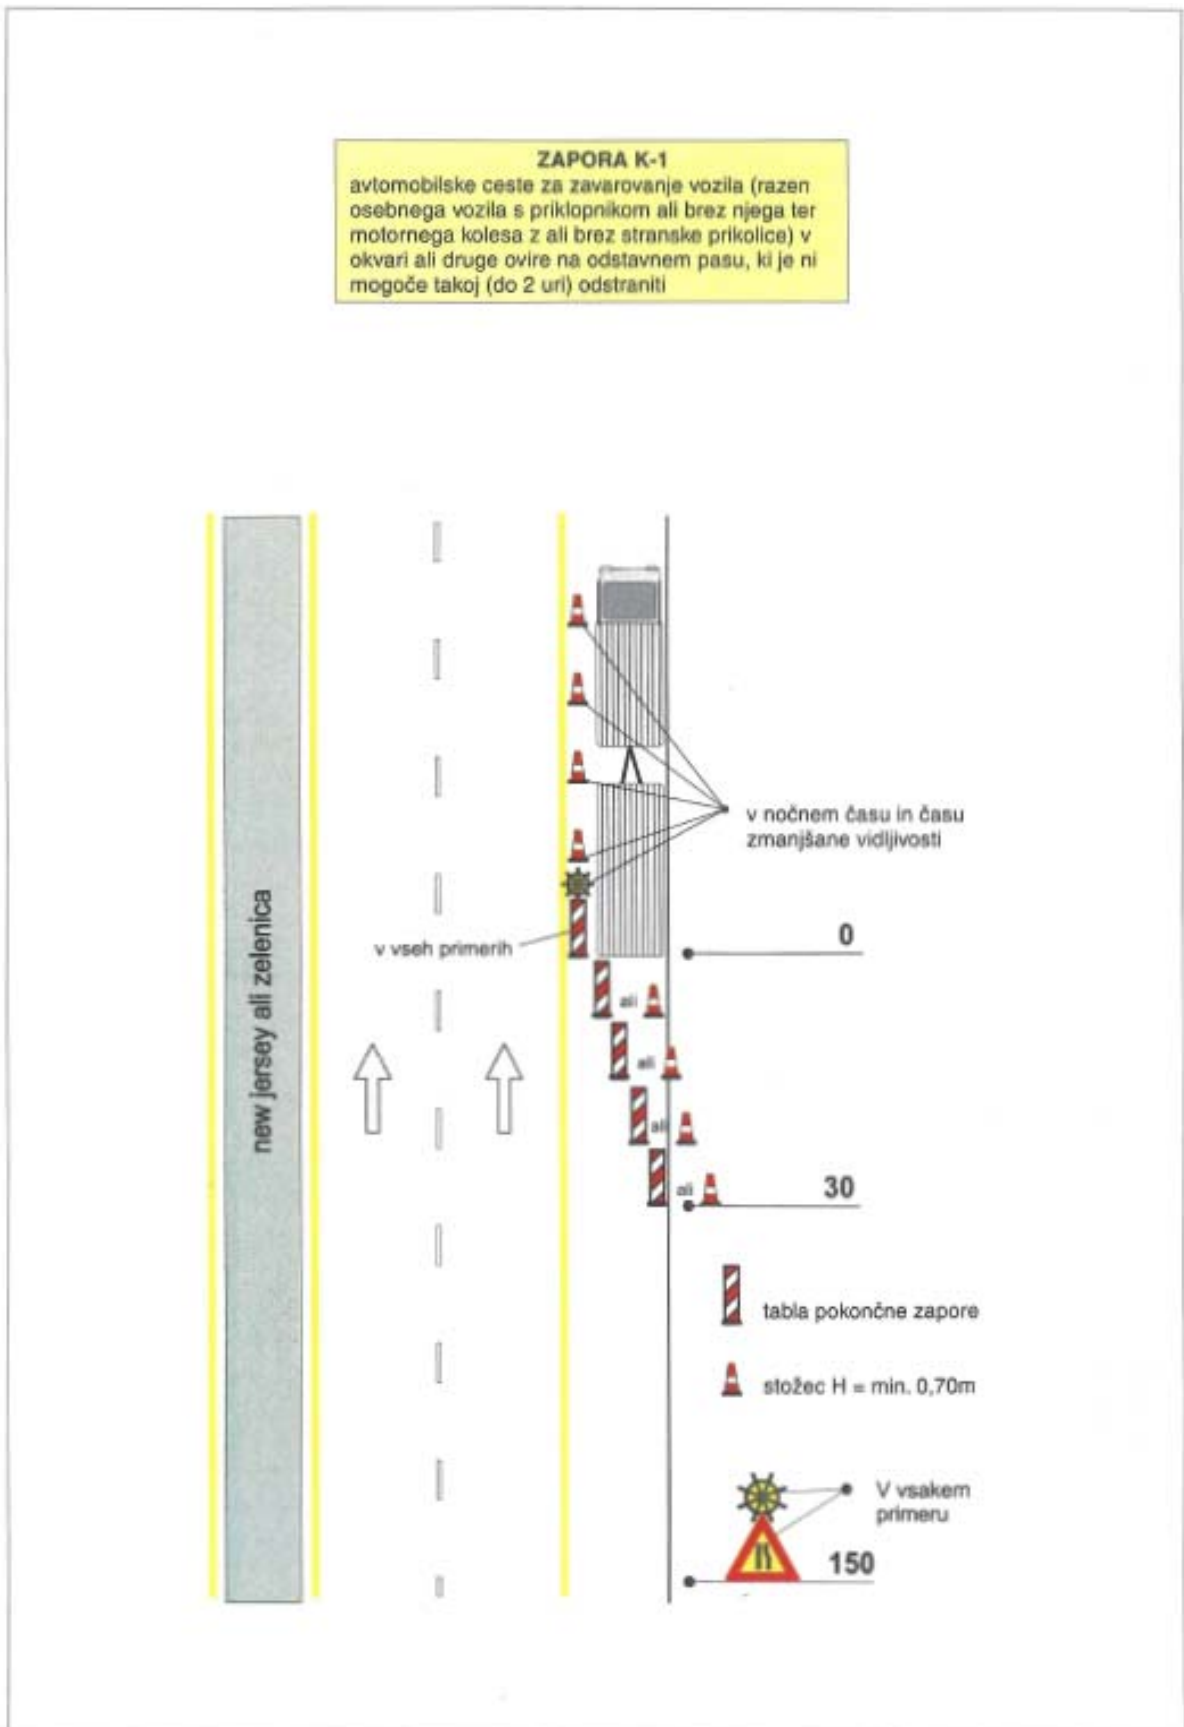 ZAPORA K-1
avtomobilske ceste za zavarovanje vozila (razen
osebnega vozila s priklopnikom ali brez njega ter
motornega kolesa z ali brez stranske prikolice) v
okvari ali druge ovire na odstavnem pasu, ki je ni
mogoče takoj (do 2 uri) odstraniti
v nočnem času in času
zmanjšane vidljivosti
new jersey ali zelenica
v vseh primerih
0
ali
ali
ali
ali
30
tabla pokončne zapore
stožec H = min. 0,70m
V vsakem
primeru
150